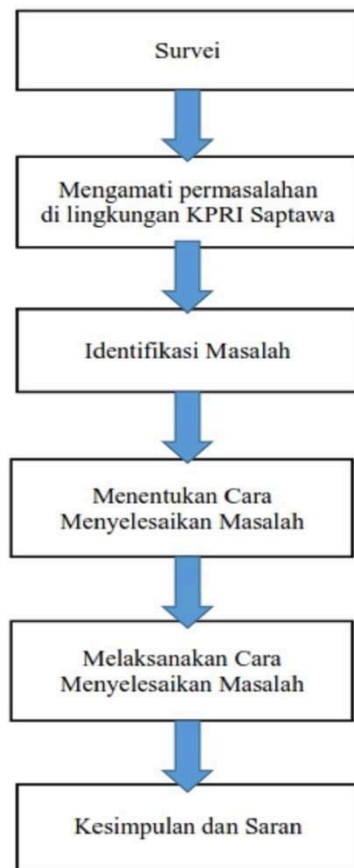 Survei
Mengamati permasalahan
di lingkungan KPRI Saptawa
Identifikasi Masalah
Menentukan Cara
Menyelesaikan Masalah
Melaksanakan Cara
Menyelesaikan Masalah
Kesimpulan dan Saran